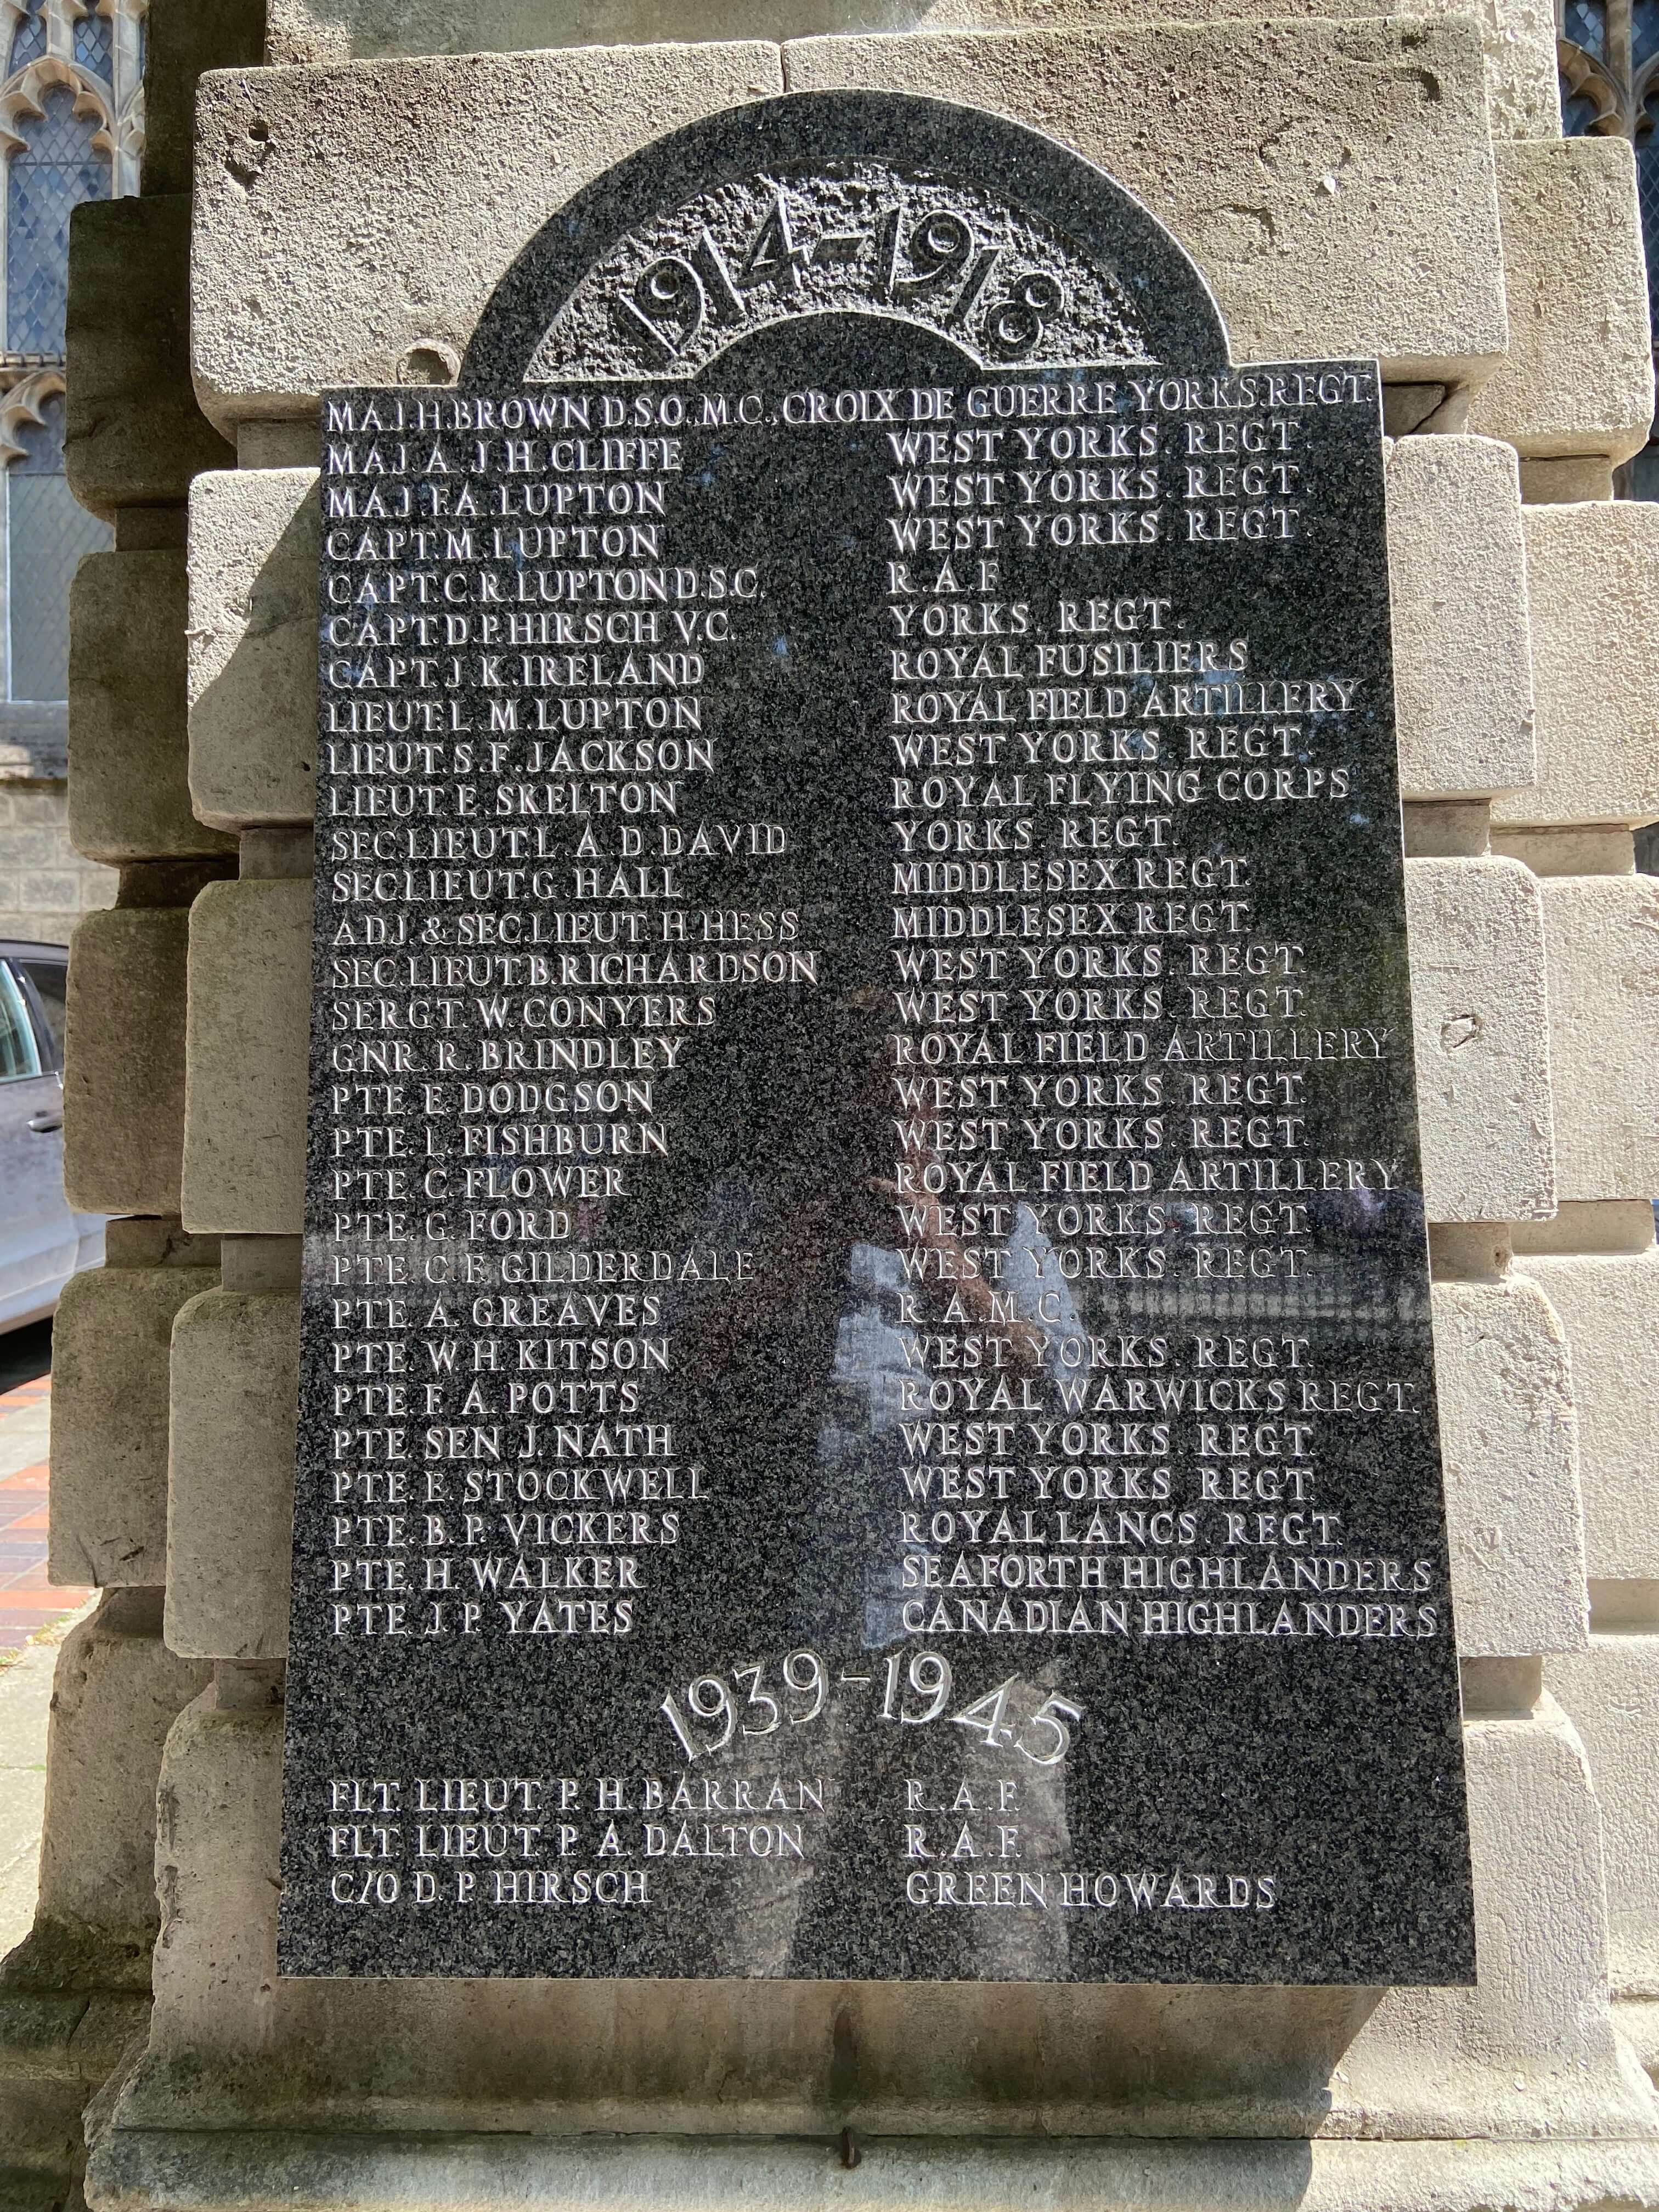 1914-1918
MAJ. H. BROWN D.S.O., M.C., CROIX DE GUERRE YORKS. REGT.
MAJ. A. J. H. CLIFFE WEST YORKS. REGT.
MAJ. F. A. LUPTON WEST YORKS. REGT.
CAPT. M. LUPTON WEST YORKS. REGT.
CAPT. C. R. LUPTON D.S.C. R.A.F.
CAPT. D. P. HIRSCH V.C. YORKS. REGT.
CAPT. J. K. IRELAND ROYAL FUSILIERS
LIEUT. L. M. LUPTON ROYAL FIELD ARTILLERY
LIEUT. S. F. JACKSON WEST YORKS. REGT.
LIEUT. E. SKELTON ROYAL FLYING CORPS
SEC. LIEUT. L. A. D. DAVID YORKS. REGT.
SEC. LIEUT. G. HALL MIDDLESEX REGT.
ADJ. & SEC. LIEUT. H. HESS MIDDLESEX REGT.
SEC. LIEUT. B. RICHARDSON WEST YORKS. REGT.
SERGT. W. CONYERS WEST YORKS. REGT.
GNR. R. BRINDLEY ROYAL FIELD ARTILLERY
PTE. E. DODGSON WEST YORKS. REGT.
PTE. L. FISHBURN WEST YORKS. REGT.
PTE. C. FLOWER ROYAL FIELD ARTILLERY
PTE. G. FORD WEST YORKS. REGT.
PTE. C. F. GILDERDALE WEST YORKS. REGT.
PTE. A. GREAVES R.A.M.C.
PTE. W. H. KITSON WEST YORKS. REGT.
PTE. F. A. POTTS ROYAL WARWICKS REGT.
PTE. SEN J. NATH WEST YORKS. REGT.
PTE. E. STOCKWELL WEST YORKS. REGT.
PTE. B. P. VICKERS ROYAL LANCS. REGT.
PTE. H. WALKER SEAFORTH HIGHLANDERS
PTE. J. P. YATES CANADIAN HIGHLANDERS
1939-1945
FLT. LIEUT. P. H. BARRAN R.A.F.
FLT. LIEUT. P. A. DALTON R.A.F.
C/O D. P. HIRSCH GREEN HOWARDS